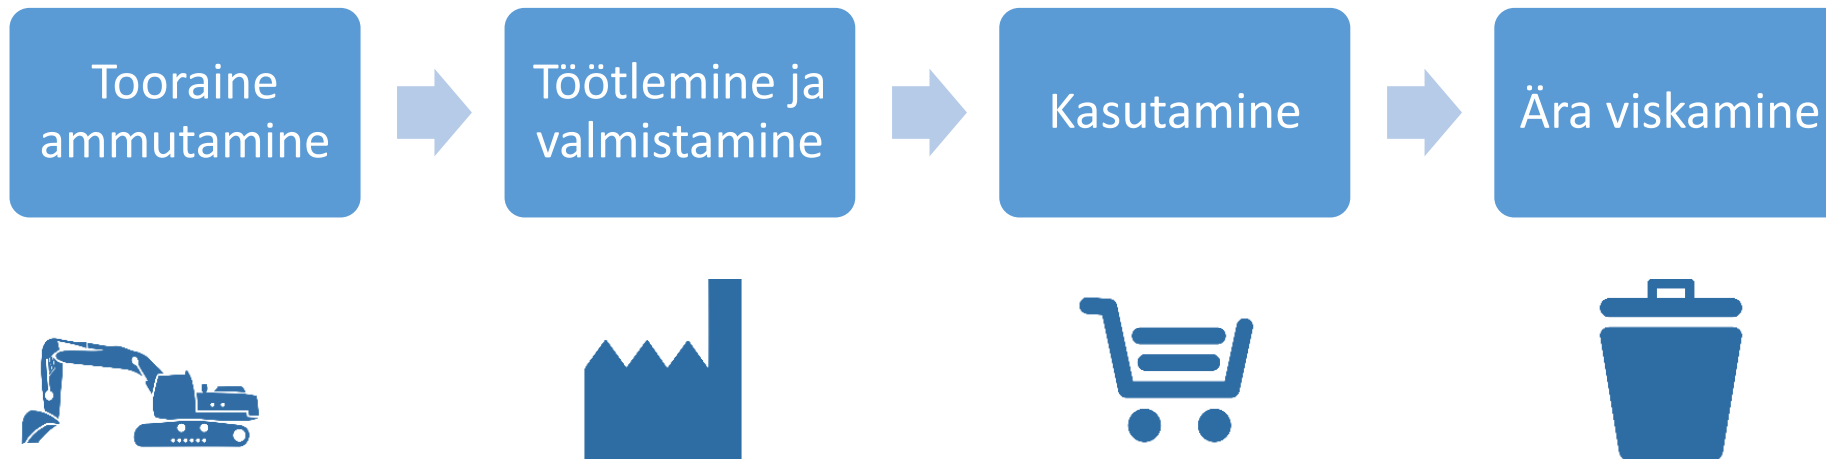 Tooraine
ammutamine
Töötlemine ja
valmistamine
Kasutamine
Ära viskamine